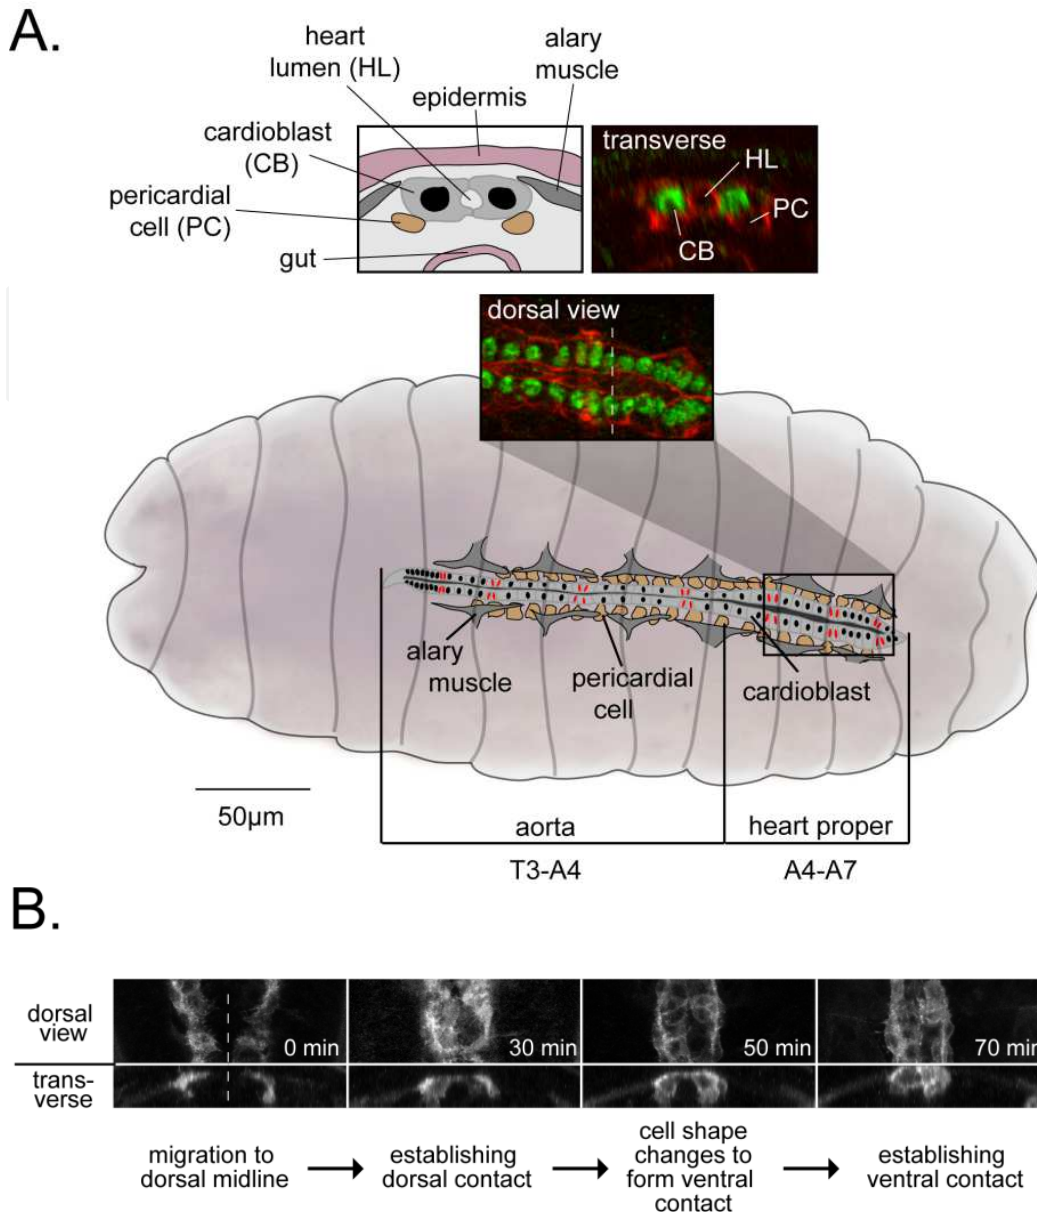 A.
heart
lumen (HL)
alary
muscle
epidermis
cardioblast
(CB)
pericardial
cell (PC)
gut
transverse
HL
PC
CB
dorsal view
alary
muscle
pericardial
cell
cardioblast
50µm
aorta
heart proper
T3-A4
A4-A7
B.
dorsal
view
0 min
30 min
50 min
70 min
trans-
verse
migration to
dorsal midline
establishing
dorsal contact
cell shape
changes to
form ventral
contact
establishing
ventral contact